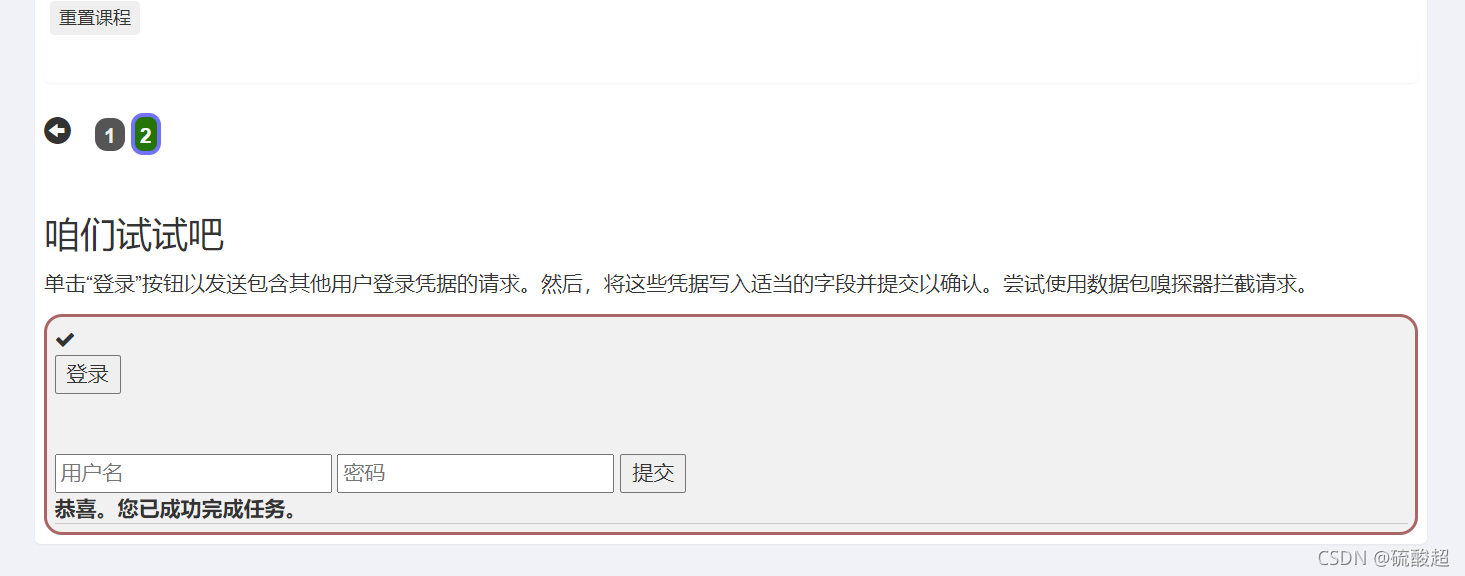 重置课程
1 2
咱们试试吧
单击“登录”按钮以发送包含其他用户登录凭据的请求。然后，将这些凭据写入适当的字段并提交以确认。尝试使用数据包嗅探器拦截请求。
登录
用户名 密码 提交
恭喜。您已成功完成任务。
CSDN @硫酸超